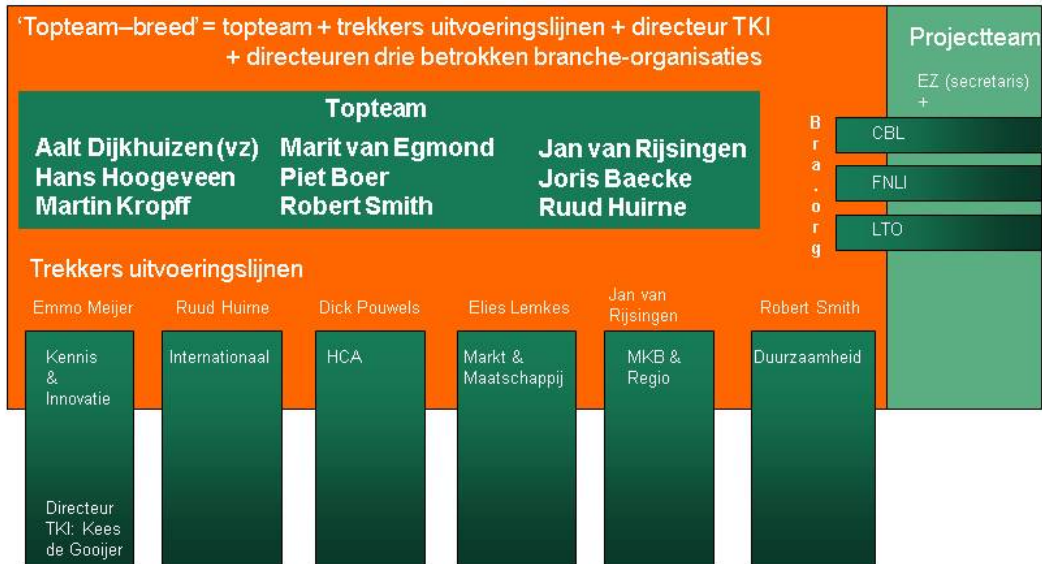 ‘Topteam–breed’ = topteam + trekkers uitvoeringslijnen + directeur TKI
+ directeuren drie betrokken branche-organisaties
Topteam
Aalt Dijkhuizen (vz) Marit van Egmond Jan van Rijsingen
Hans Hoogeveen Piet Boer Joris Baecke
Martin Kropff Robert Smith Ruud Huirne
Bra.org
Projectteam
EZ (secretaris)
+
CBL
FNLI
LTO
Trekkers uitvoeringslijnen
Emmo Meijer
Kennis
&
Innovatie
Directeur
TKI: Kees
de Gooijer
Ruud Huirne
Internationaal
Dick Pouwels
HCA
Elies Lemkes
Markt &
Maatschappij
Jan van
Rijsingen
MKB &
Regio
Robert Smith
Duurzaamheid